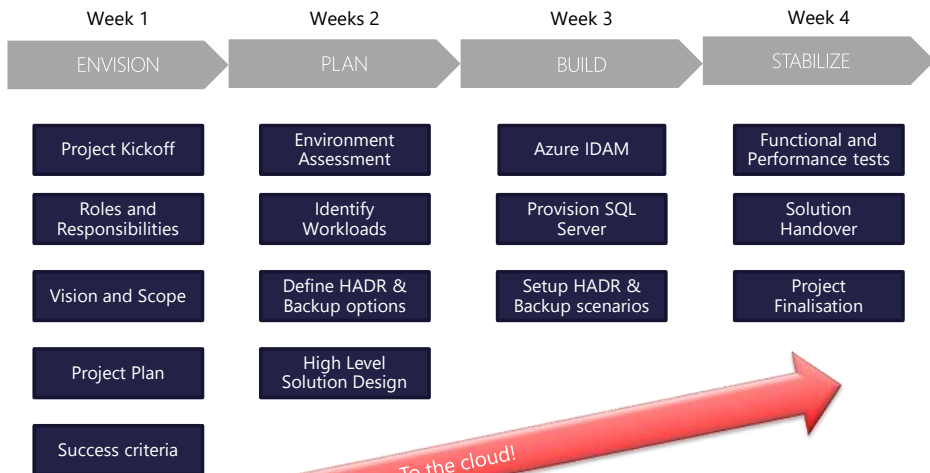 Week 1
Weeks 2
Week 3
Week 4
ENVISION
PLAN
BUILD
STABILIZE
Project Kickoff
Roles and
Responsibilities
Vision and Scope
Project Plan
Success criteria
Environment
Assessment
Identify
Workloads
Define HADR &
Backup options
High Level
Solution Design
Azure IDAM
Provision SQL
Server
Setup HADR &
Backup scenarios
Functional and
Performance tests
Solution
Handover
Project
Finalisation
To the cloud!